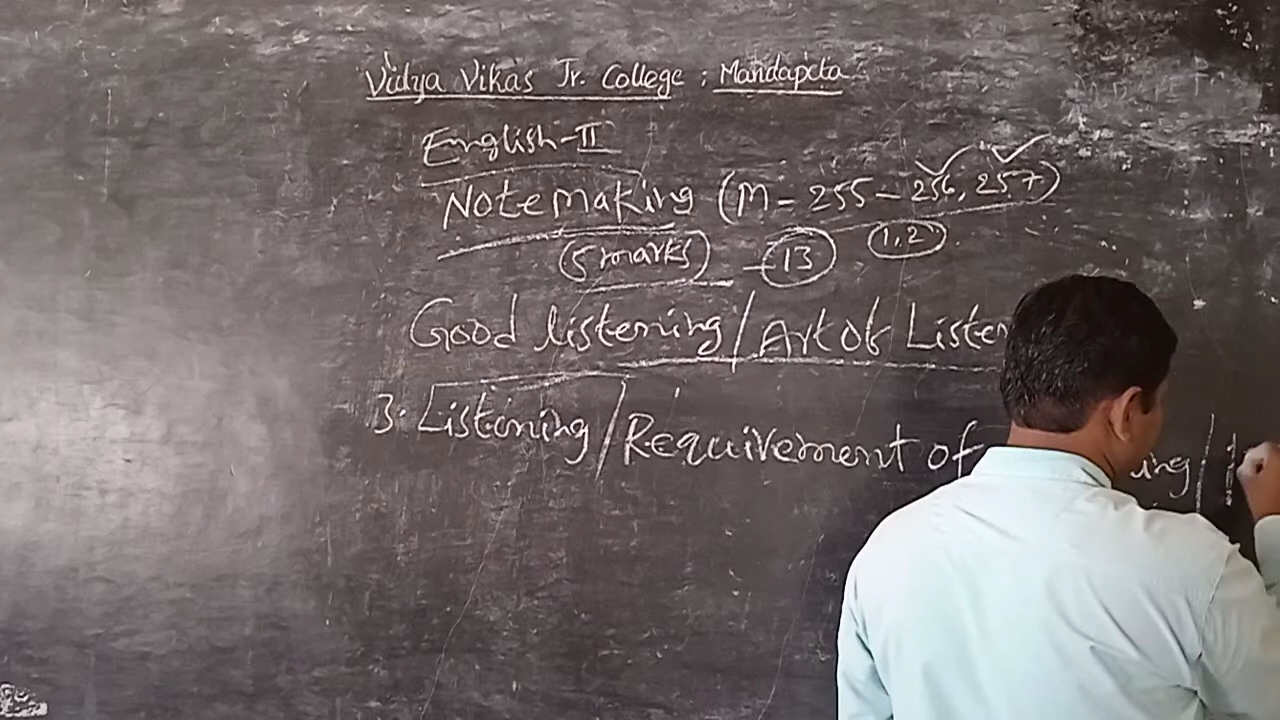 Vidya Vikas Jr. College ; Mandapeta
English-II
Notemaking (M - 255 - 256, 257)
(5 marks) - 13 1, 2
Good listening / Art of Listen
3. Listening / Requirement of ing /